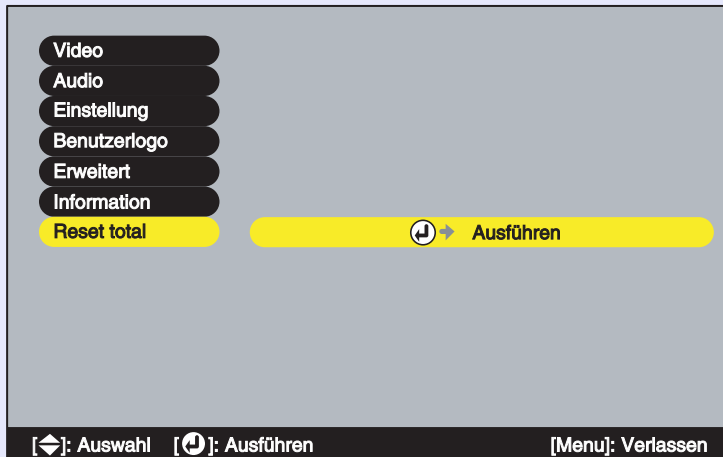 Video
Audio
Einstellung
Benutzerlogo
Erweitert
Information
Reset total
Ausführen
[]: Auswahl []: Ausführen [Menu]: Verlassen